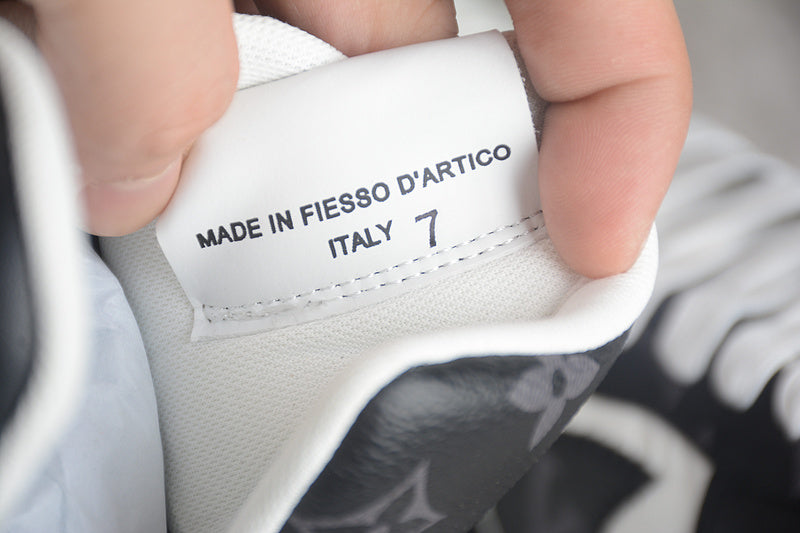 MADE IN FIESSO D'ARTICO
ITALY 7